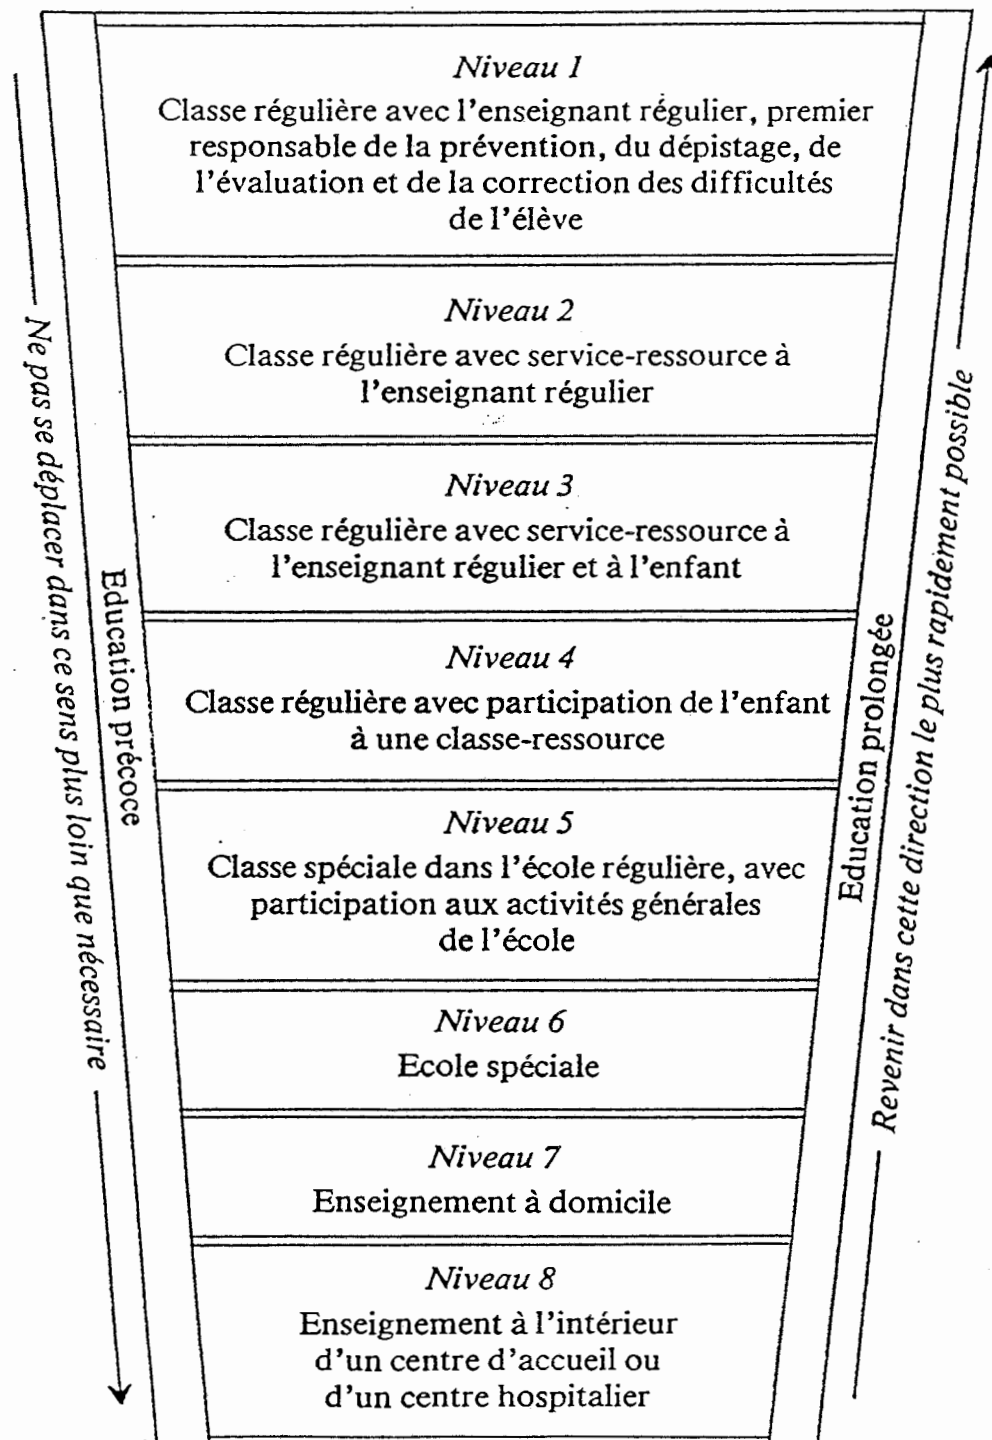 Niveau 1
Classe régulière avec l'enseignant régulier, premier
responsable de la prévention, du dépistage, de
l'évaluation et de la correction des difficultés
de l'élève
Niveau 2
Classe régulière avec service-ressource à
l'enseignant régulier
Niveau 3
Classe régulière avec service-ressource à
l'enseignant régulier et à l'enfant
Niveau 4
Classe régulière avec participation de l'enfant
à une classe-ressource
Niveau 5
Classe spéciale dans l'école régulière, avec
participation aux activités générales
de l'école
Niveau 6
Ecole spéciale
Niveau 7
Enseignement à domicile
Niveau 8
Enseignement à l'intérieur
d'un centre d'accueil ou
d'un centre hospitalier
Ne pas se déplacer dans ce sens plus loin que nécessaire
Education précoce
Education prolongée
Revenir dans cette direction le plus rapidement possible